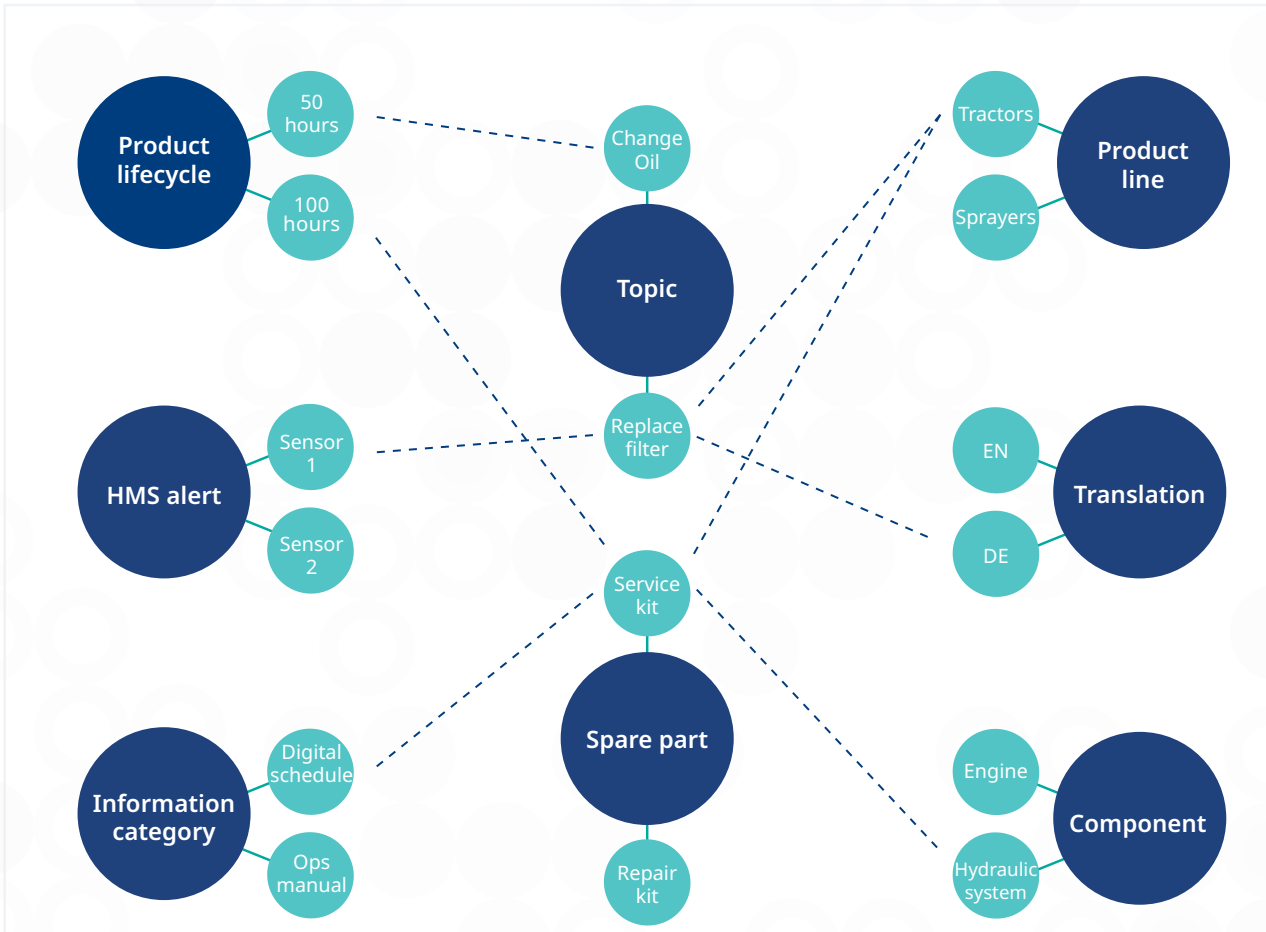 Product
lifecycle
50
hours
100
hours
Change
Oil
Topic
Replace
filter
Tractors
Sprayers
Product
line
HMS alert
Sensor
1
Sensor
2
EN
DE
Translation
Service
kit
Spare part
Repair
kit
Information
category
Digital
schedule
Ops
manual
Engine
Hydraulic
system
Component